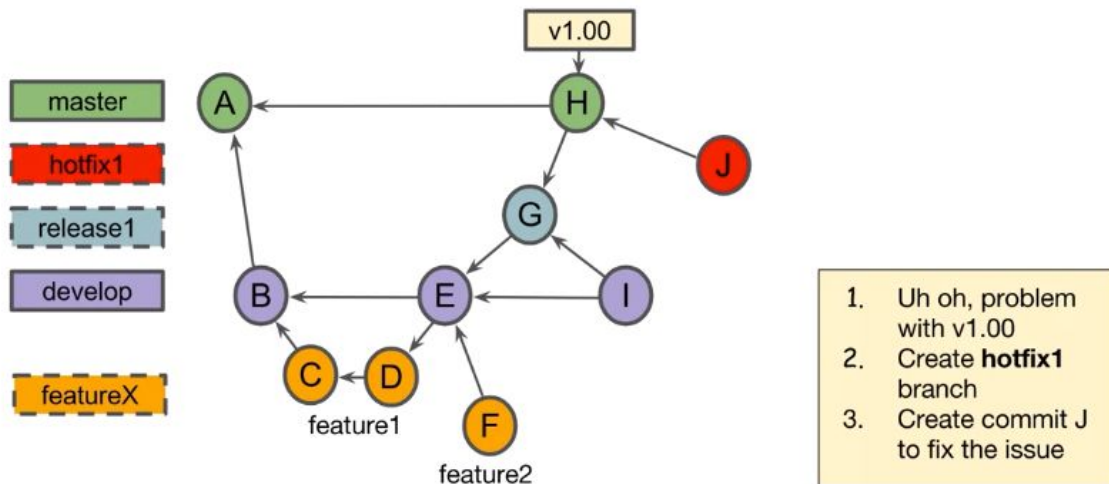 v1.00
master
A
H
hotfix1
J
release1
G
develop
B
E
I
featureX
C
D
feature1
F
feature2
1. Uh oh, problem
with v1.00
2. Create hotfix1
branch
3. Create commit J
to fix the issue